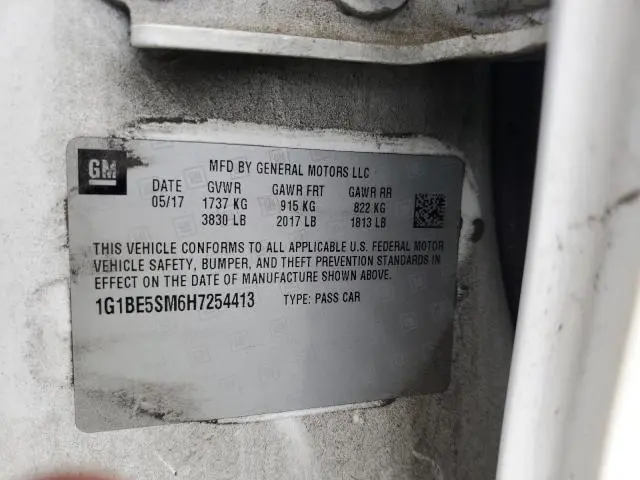 GM
MFD BY GENERAL MOTORS LLC
DATE GVWR GAWR FRT GAWR RR
05/17 1737 KG 915 KG 822 KG
3830 LB 2017 LB 1813 LB
THIS VEHICLE CONFORMS TO ALL APPLICABLE U.S. FEDERAL MOTOR
VEHICLE SAFETY, BUMPER, AND THEFT PREVENTION STANDARDS IN
EFFECT ON THE DATE OF MANUFACTURE SHOWN ABOVE.
1G1BE5SM6H7254413 TYPE: PASS CAR